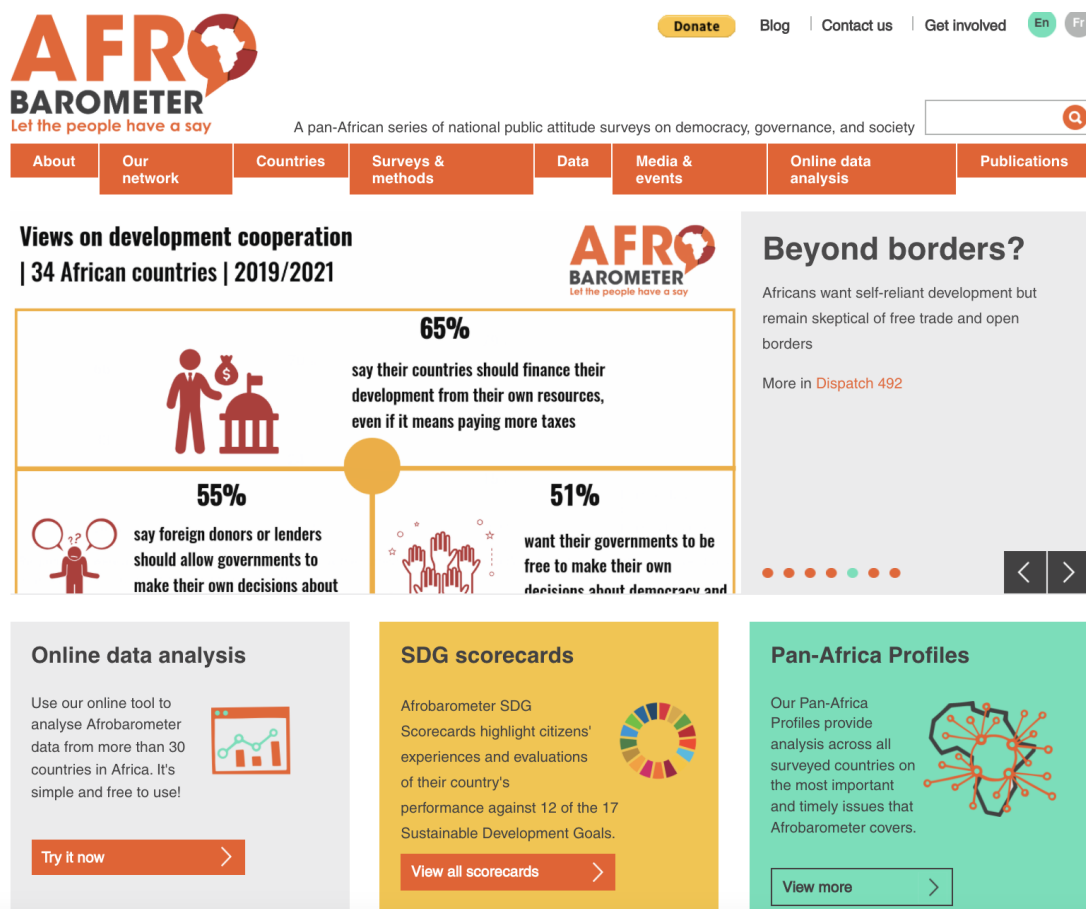 AFRO
BAROMETER
Let the people have a say
Donate
Blog
Contact us
Get involved
En
Fr
A pan-African series of national public attitude surveys on democracy, governance, and society
About
Our
network
Countries
Surveys &
methods
Data
Media &
events
Online data
analysis
Publications
Views on development cooperation
| 34 African countries | 2019/2021
AFRO
BAROMETER
Let the people have a say
65%
$
say their countries should finance their
development from their own resources,
even if it means paying more taxes
55%
??
say foreign donors or lenders
should allow governments to
make their own decisions about
51%
want their governments to be
free to make their own
decisions about democracy and
Beyond borders?
Africans want self-reliant development but
remain skeptical of free trade and open
borders
More in Dispatch 492
Online data analysis
Use our online tool to
analyse Afrobarometer
data from more than 30
countries in Africa. It's
simple and free to use!
Try it now
SDG scorecards
Afrobarometer SDG
Scorecards highlight citizens'
experiences and evaluations
of their country's
performance against 12 of the 17
Sustainable Development Goals.
View all scorecards
Pan-Africa Profiles
Our Pan-Africa
Profiles provide
analysis across all
surveyed countries on
the most important
and timely issues that
Afrobarometer covers.
View more